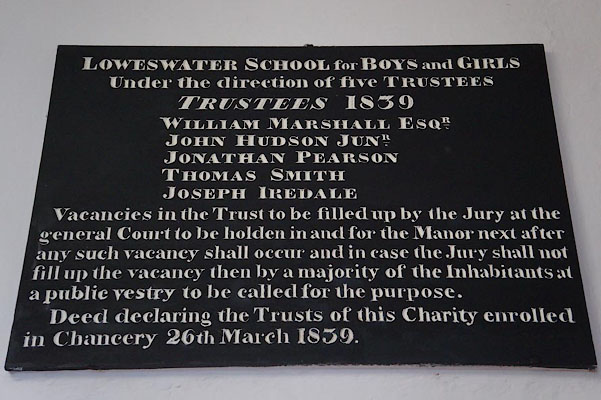 LOWESWATER SCHOOL for BOYS and GIRLS
Under the direction of five TRUSTEES
TRUSTEES 1839
WILLIAM MARSHALL ESQR
JOHN HUDSON JUNR
JONATHAN PEARSON
THOMAS SMITH
JOSEPH IREDALE
Vacancies in the Trust to be filled up by the Jury at the
general Court to be holden in and for the Manor next after
any such vacancy shall occur and in case the Jury shall not
fill up the vacancy then by a majority of the Inhabitants at
a public vestry to be called for the purpose.
Deed declaring the Trusts of this Charity enrolled
in Chancery 26th March 1839.